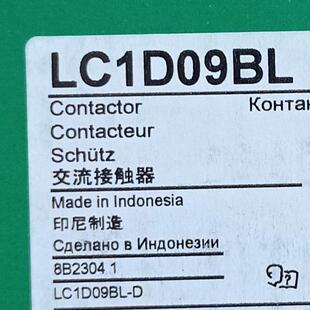 LC1D09BL
Contactor
Contacteur
Schütz
交流接触器
Made in Indonesia
印尼制造
Сделано в Индонезии
8B2304 1
LC1D09BL-D